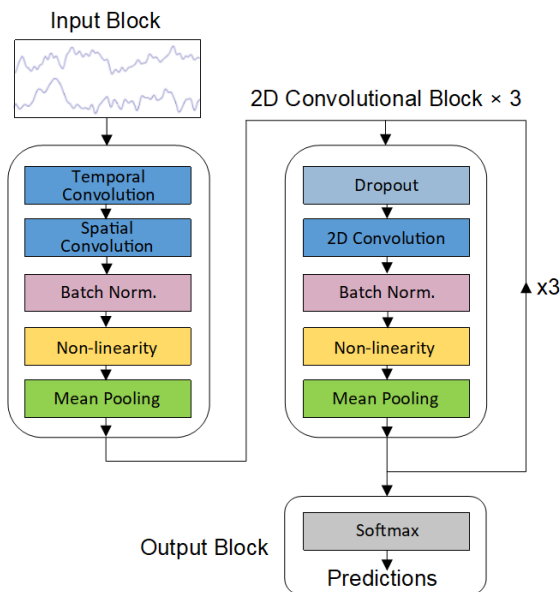 Input Block
Temporal
Convolution
Spatial
Convolution
Batch Norm.
Non-linearity
Mean Pooling
2D Convolutional Block × 3
Dropout
2D Convolution
Batch Norm.
Non-linearity
Mean Pooling
x3
Output Block
Softmax
Predictions